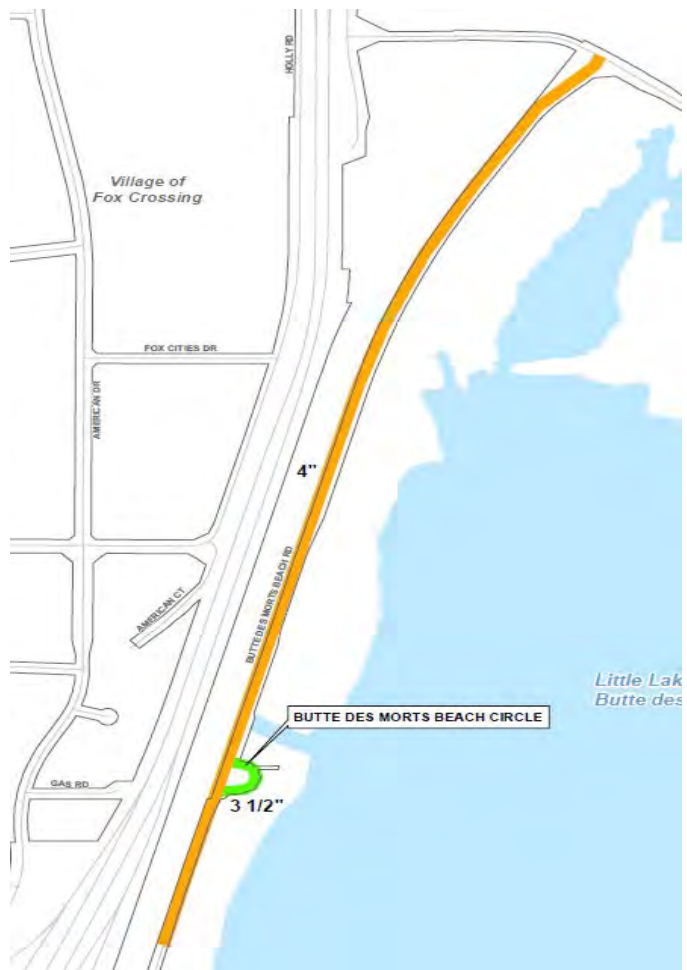 HOLLY RD
Village of
Fox Crossing
FOX CITIES DR
AMERICAN DR
4"
BUTTE DES MORTS BEACH RD
AMERICAN CT
Little Lak
Butte des
BUTTE DES MORTS BEACH CIRCLE
GAS RD
3 1/2"